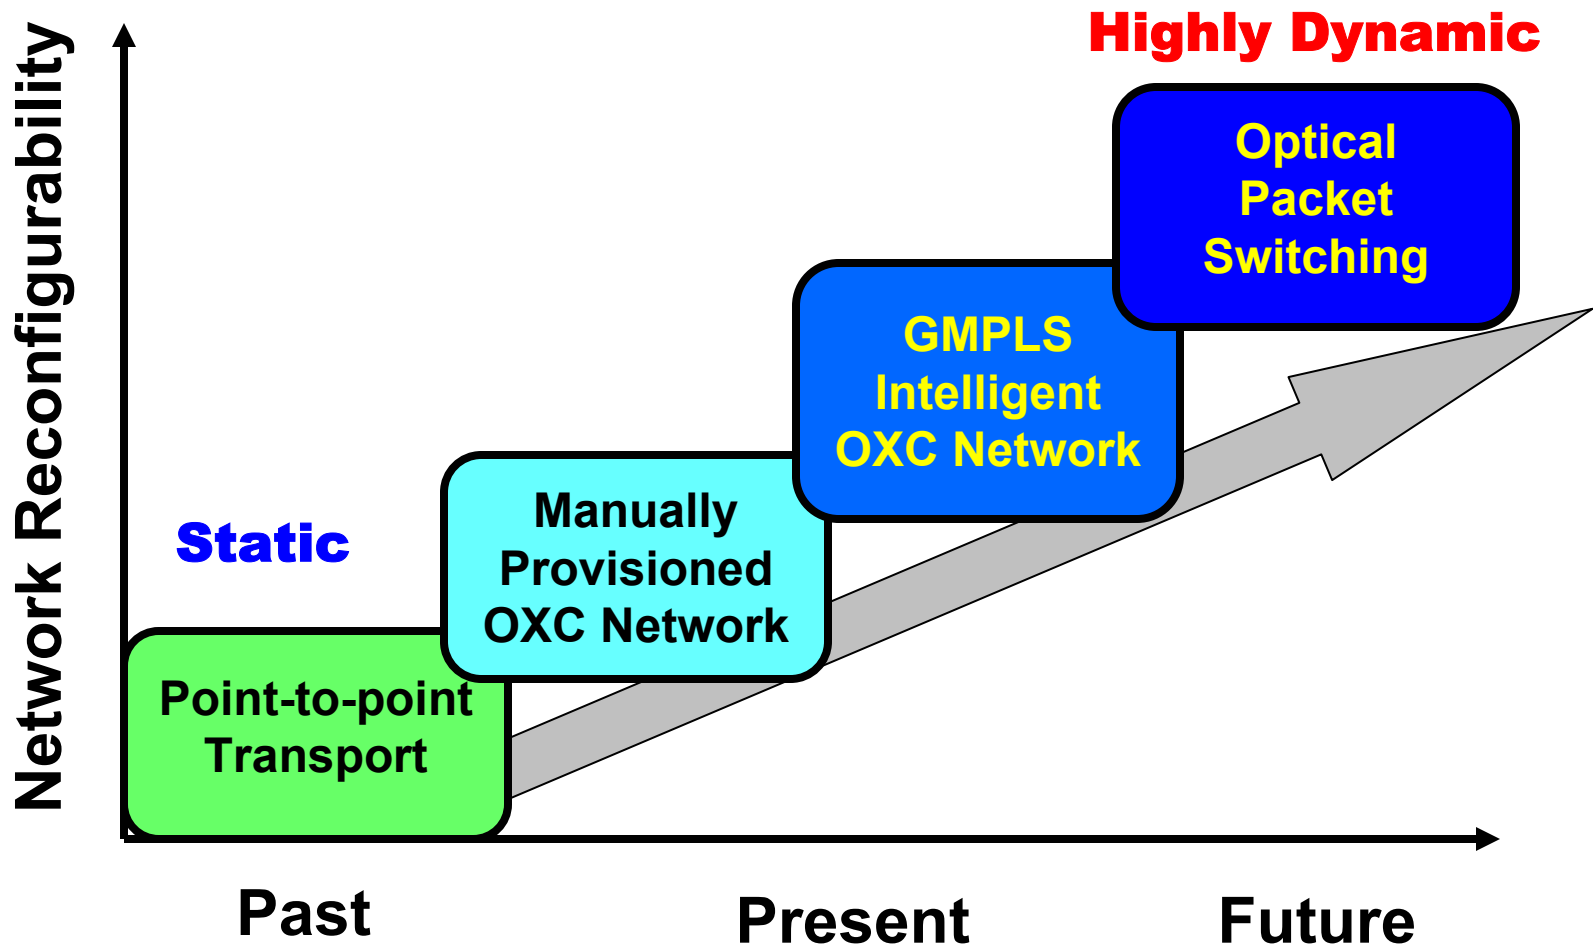 Network Reconfigurability
Highly Dynamic
Optical
Packet
Switching
GMPLS
Intelligent
OXC Network
Manually
Provisioned
OXC Network
Static
Point-to-point
Transport
Past
Present
Future